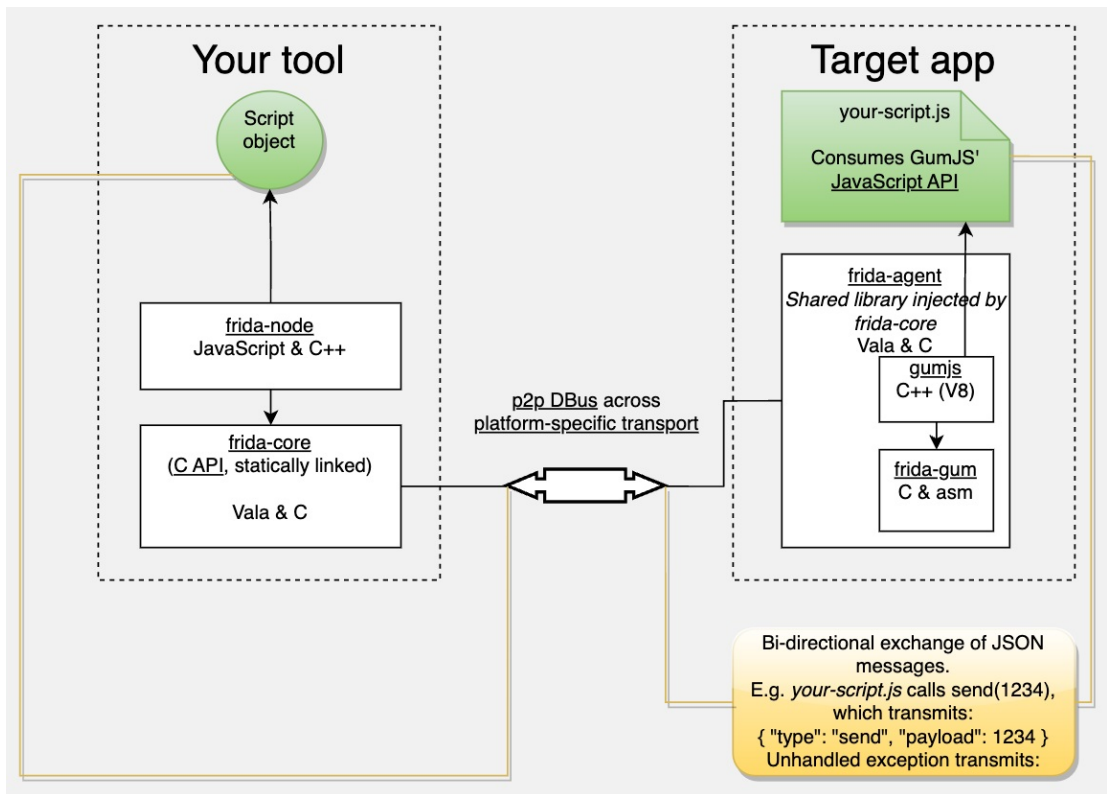 Your tool
Script
object
frida-node
JavaScript & C++
frida-core
(C API, statically linked)
Vala & C
p2p DBus across
platform-specific transport
Target app
your-script.js
Consumes GumJS'
JavaScript API
frida-agent
Shared library injected by
frida-core
Vala & C
gumjs
C++ (V8)
frida-gum
C & asm
Bi-directional exchange of JSON
messages.
E.g. your-script.js calls send(1234),
which transmits:
{ "type": "send", "payload": 1234 }
Unhandled exception transmits: